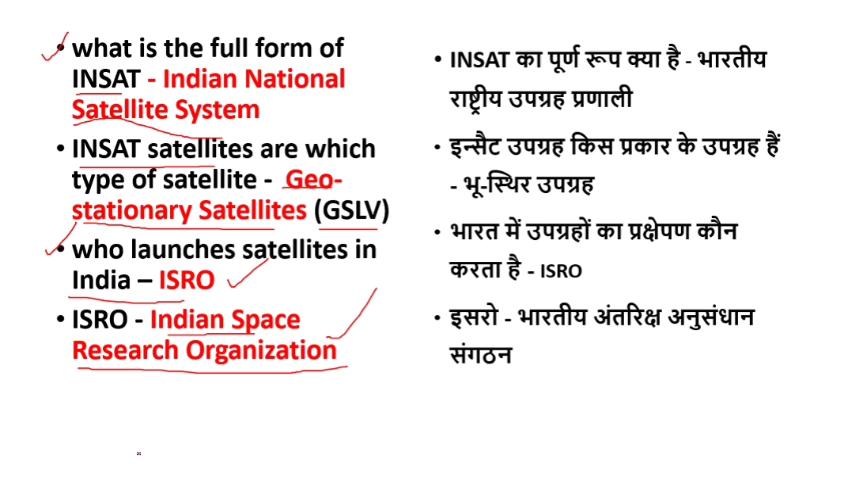 • what is the full form of
INSAT - Indian National
Satellite System
• INSAT satellites are which
type of satellite - Geo-
stationary Satellites (GSLV)
• who launches satellites in
India – ISRO
• ISRO - Indian Space
Research Organization
• INSAT का पूर्ण रूप क्या है - भारतीय
राष्ट्रीय उपग्रह प्रणाली
• इन्सैट उपग्रह किस प्रकार के उपग्रह हैं
- भू-स्थिर उपग्रह
• भारत में उपग्रहों का प्रक्षेपण कौन
करता है - ISRO
• इसरो - भारतीय अंतरिक्ष अनुसंधान
संगठन